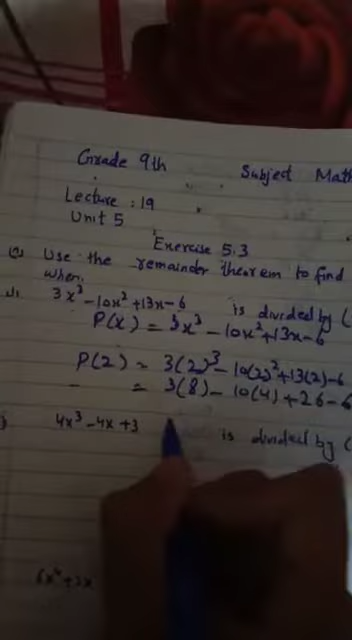 Grade 9th Subject Math
Lecture : 19
Unit 5
Exercise 5.3
Q) Use the remainder theorem to find
when
3x³-10x²+13x-6 is divided by (
P(x) = 3x³-10x²+13x-6
P(2) = 3(2)³-10(2)²+13(2)-6
= 3(8)-10(4)+26-6
4x³-4x+3 is divided by (